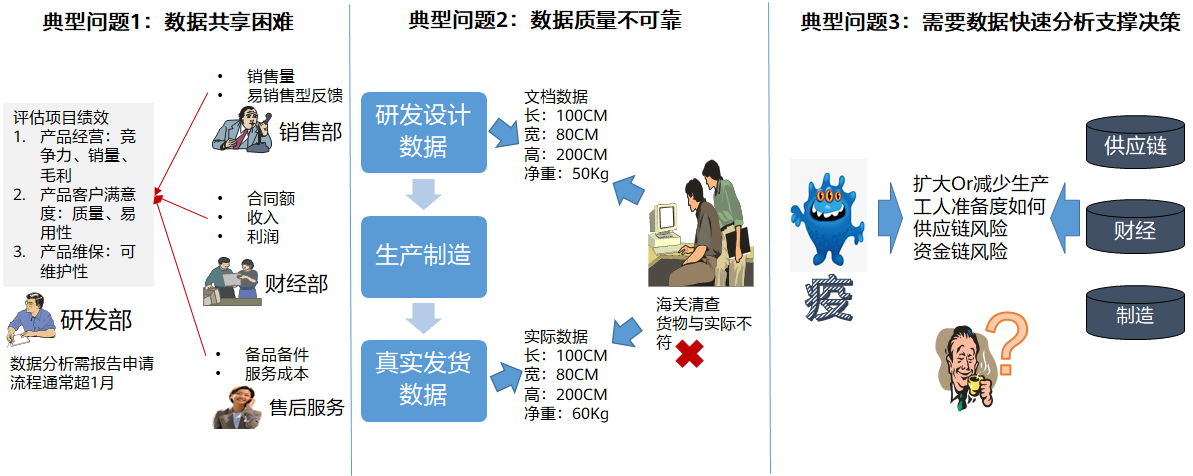 典型问题1：数据共享困难
• 销售量
• 易销售型反馈
销售部
评估项目绩效
1. 产品经营：竞
争力、销量、
毛利
2. 产品客户满意
度：质量、易
用性
3. 产品维保：可
维护性
• 合同额
• 收入
• 利润
财经部
研发部
数据分析需报告申请
流程通常超1月
• 备品备件
• 服务成本
售后服务
典型问题2：数据质量不可靠
研发设计
数据
文档数据
长：100CM
宽：80CM
高：200CM
净重：50Kg
生产制造
海关清查
货物与实际不
符
真实发货
数据
实际数据
长：100CM
宽：80CM
高：200CM
净重：60Kg
典型问题3：需要数据快速分析支撑决策
疫
扩大Or减少生产
工人准备度如何
供应链风险
资金链风险
供应链
财经
制造
?